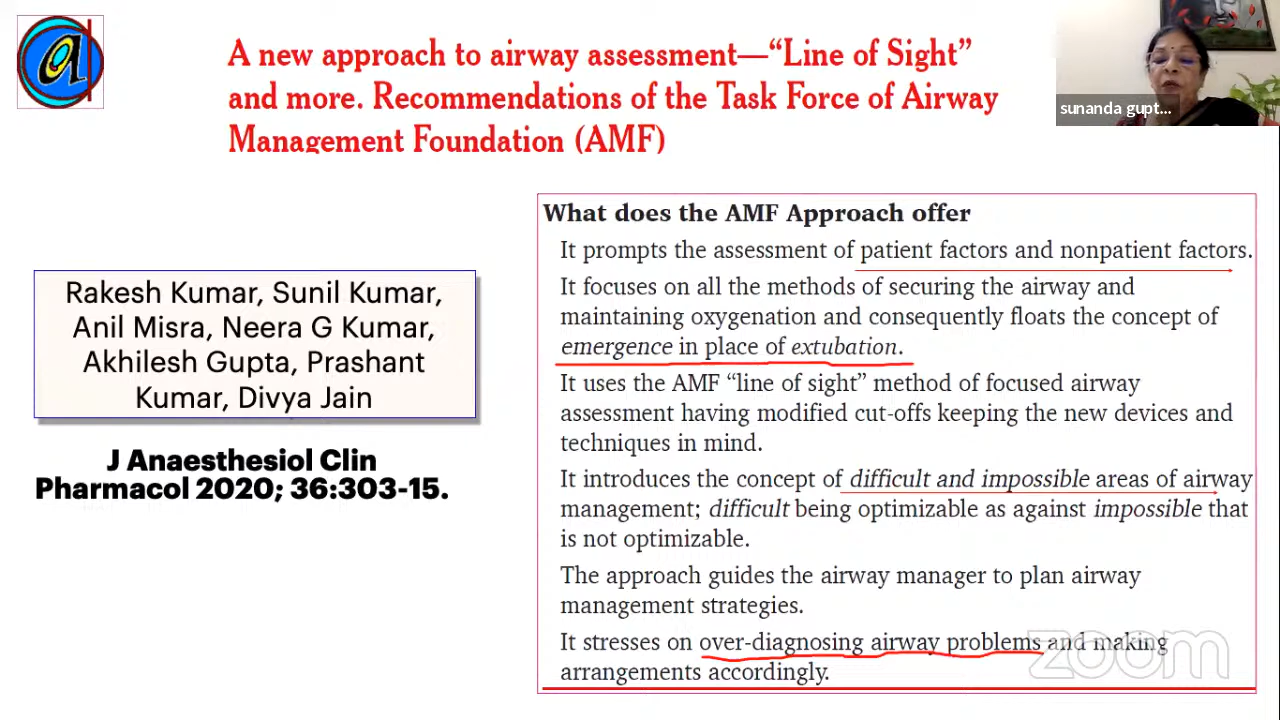 A new approach to airway assessment—“Line of Sight”
and more. Recommendations of the Task Force of Airway
Management Foundation (AMF)
sunanda gupt...
Rakesh Kumar, Sunil Kumar,
Anil Misra, Neera G Kumar,
Akhilesh Gupta, Prashant
Kumar, Divya Jain
J Anaesthesiol Clin
Pharmacol 2020; 36:303-15.
What does the AMF Approach offer
It prompts the assessment of patient factors and nonpatient factors.
It focuses on all the methods of securing the airway and
maintaining oxygenation and consequently floats the concept of
emergence in place of extubation.
It uses the AMF “line of sight” method of focused airway
assessment having modified cut-offs keeping the new devices and
techniques in mind.
It introduces the concept of difficult and impossible areas of airway
management; difficult being optimizable as against impossible that
is not optimizable.
The approach guides the airway manager to plan airway
management strategies.
It stresses on over-diagnosing airway problems and making
arrangements accordingly.
zoom